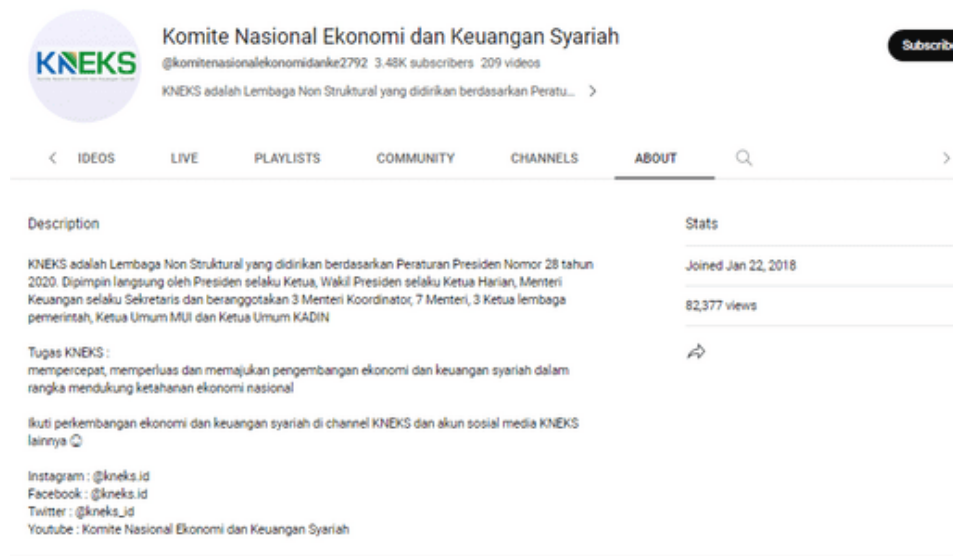 KNEKS
Komite Nasional Ekonomi dan Keuangan Syariah
@komitenasionalekonomidanke2792 3.48K subscribers 209 videos
KNEKS adalah Lembaga Non Struktural yang didirikan berdasarkan Peratu... >
Subscribe
< IDEOS LIVE PLAYLISTS COMMUNITY CHANNELS ABOUT >
Description
KNEKS adalah Lembaga Non Struktural yang didirikan berdasarkan Peraturan Presiden Nomor 28 tahun
2020. Dipimpin langsung oleh Presiden selaku Ketua, Wakil Presiden selaku Ketua Harian, Menteri
Keuangan selaku Sekretaris dan beranggotakan 3 Menteri Koordinator, 7 Menteri, 3 Ketua lembaga
pemerintah, Ketua Umum MUI dan Ketua Umum KADIN
Tugas KNEKS :
mempercepat, memperluas dan memajukan pengembangan ekonomi dan keuangan syariah dalam
rangka mendukung ketahanan ekonomi nasional
Ikuti perkembangan ekonomi dan keuangan syariah di channel KNEKS dan akun sosial media KNEKS
lainnya ☺
Instagram : @kneks.id
Facebook : @kneks.id
Twitter : @kneks_id
Youtube : Komite Nasional Ekonomi dan Keuangan Syariah
Stats
Joined Jan 22, 2018
82,377 views